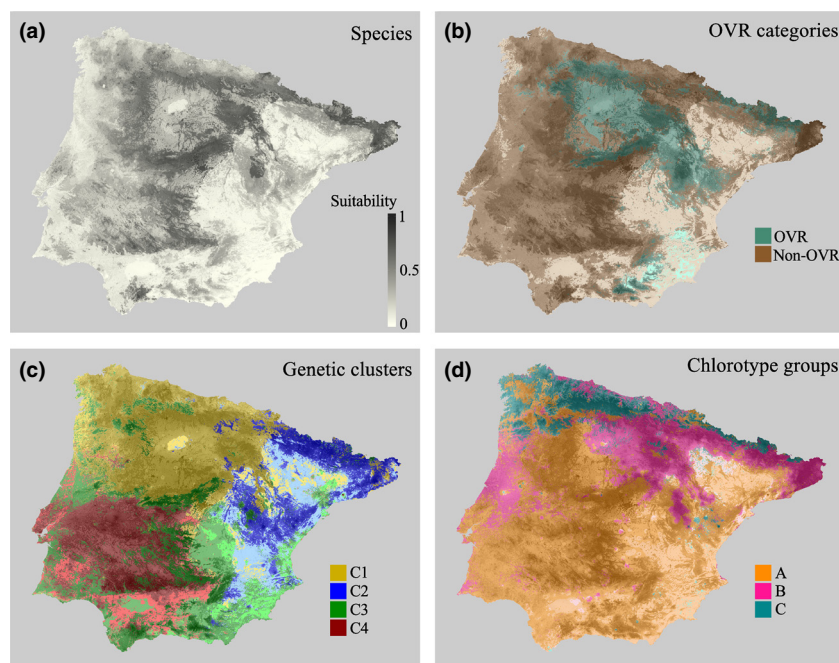 (a)
Species
Suitability
1
0.5
0
(b)
OVR categories
OVR
Non-OVR
(c)
Genetic clusters
C1
C2
C3
C4
(d)
Chlorotype groups
A
B
C